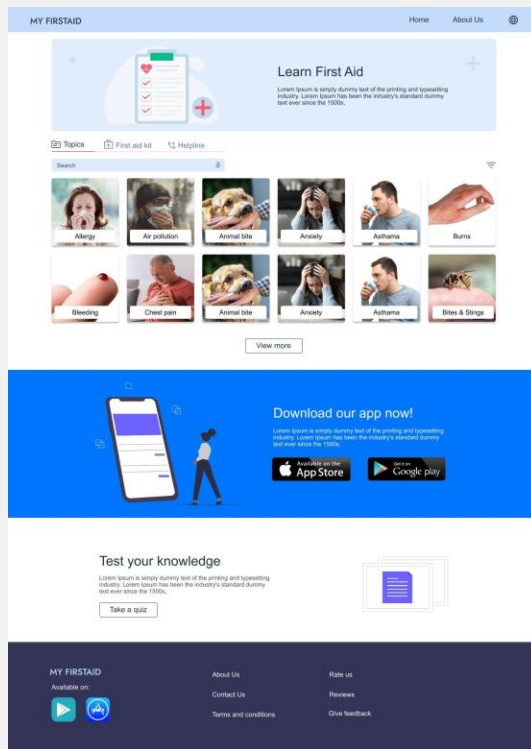 MY FIRSTAID
Home
About Us
Learn First Aid
Lorem Ipsum is simply dummy text of the printing and typesetting
industry. Lorem Ipsum has been the industry's standard dummy
text ever since the 1500s.
Topics
First aid kit
Helpline
Search
Allergy
Air pollution
Animal bite
Anxiety
Asthama
Burns
Bleeding
Chest pain
Animal bite
Anxiety
Asthama
Bites & Stings
View more
Download our app now!
Lorem Ipsum is simply dummy text of the printing and typesetting
industry. Lorem Ipsum has been the industry's standard dummy
text ever since the 1500s.
Available on the
App Store
Get it on
Google play
Test your knowledge
Lorem Ipsum is simply dummy text of the printing and typesetting
industry. Lorem Ipsum has been the industry's standard dummy
text ever since the 1500s.
Take a quiz
MY FIRSTAID
Available on:
About Us
Contact Us
Terms and conditions
Rate us
Reviews
Give feedback